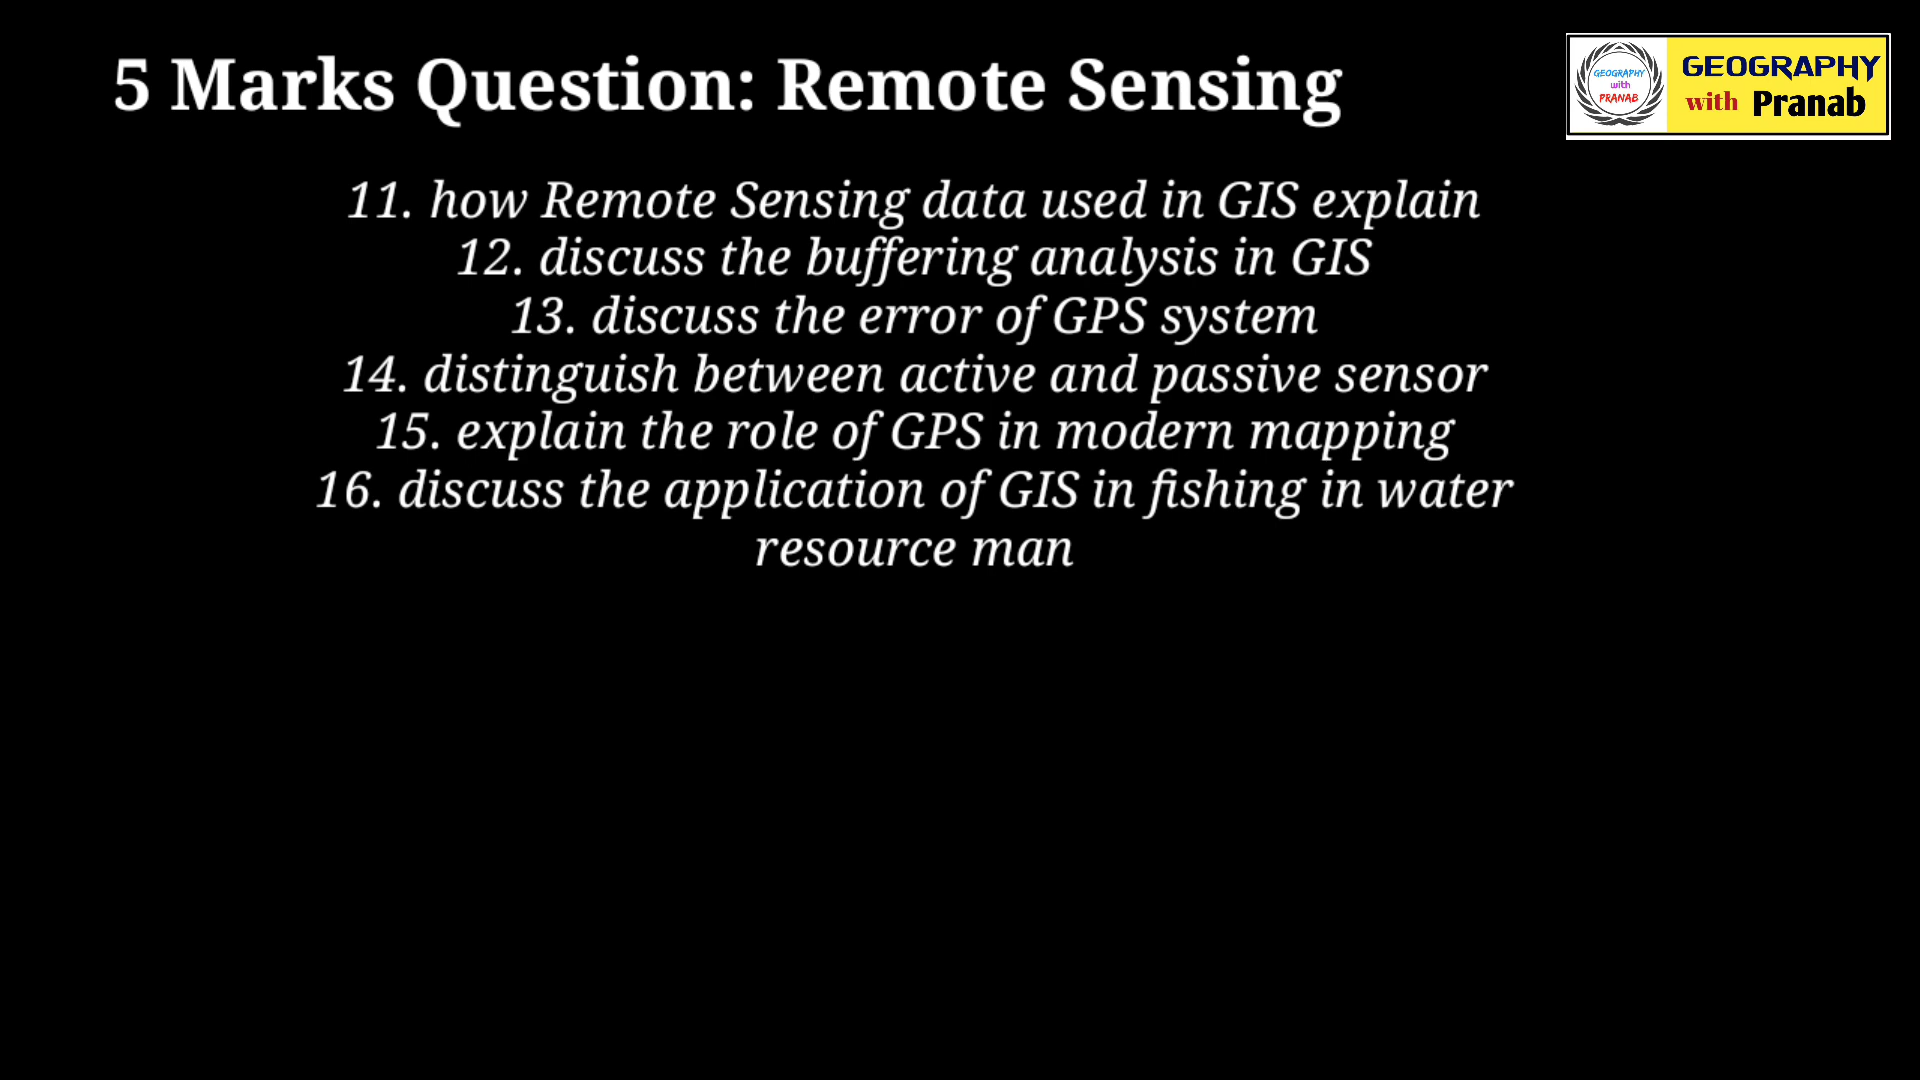 5 Marks Question: Remote Sensing
GEOGRAPHY
with
PRANAB
GEOGRAPHY
with Pranab
11. how Remote Sensing data used in GIS explain
12. discuss the buffering analysis in GIS
13. discuss the error of GPS system
14. distinguish between active and passive sensor
15. explain the role of GPS in modern mapping
16. discuss the application of GIS in fishing in water
resource man